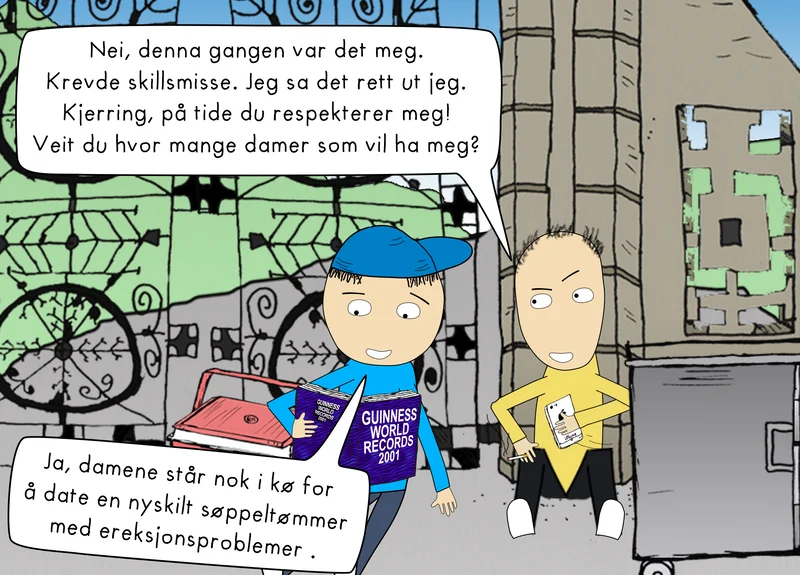 Nei, denna gangen var det meg.
Krevde skillsmisse. Jeg sa det rett ut jeg.
Kjerring, på tide du respekterer meg!
Veit du hvor mange damer som vil ha meg?
GUINNESS
WORLD
RECORDS
2001
GUINNESS
WORLD
RECORDS
2001
Ja, damene står nok i kø for
å date en nyskilt søppeltømmer
med ereksjonsproblemer .